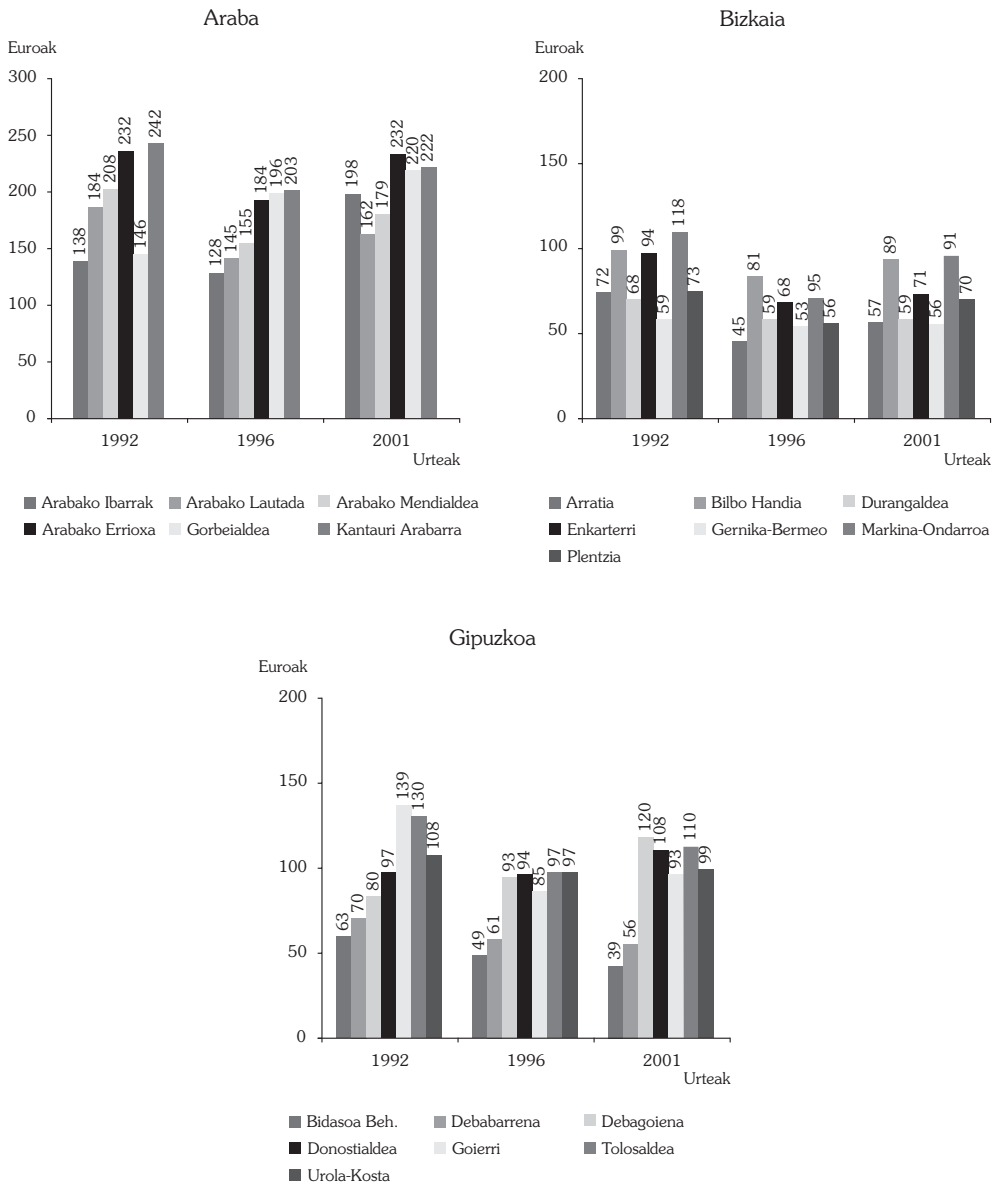 Araba
Euroak
300
250
200
150
100
50
0
138 184 208 232 146 242
128 145 155 184 196 203
198 162 179 232 220 222
1992 1996 2001
Urteak
Arabako Ibarrak Arabako Lautada Arabako Mendialdea
Arabako Errioxa Gorbeialdea Kantauri Arabarra
Bizkaia
Euroak
200
150
100
50
0
72 99 68 94 59 118 73
45 81 59 68 53 95 56
57 89 59 71 56 91 70
1992 1996 2001
Urteak
Arratia Bilbo Handia Durangaldea
Enkarterri Gernika-Bermeo Markina-Ondarroa
Plentzia
Gipuzkoa
Euroak
200
150
100
50
0
63 70 80 97 139 130 108
49 61 93 94 85 97 97
39 56 120 108 93 110 99
1992 1996 2001
Urteak
Bidasoa Beh. Debabarrena Debagoiena
Donostialdea Goierri Tolosaldea
Urola-Kosta